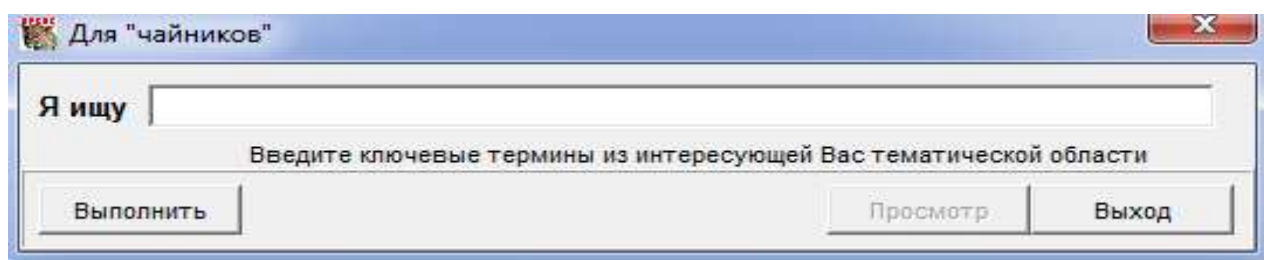 Для "чайников"
Я ищу
Введите ключевые термины из интересующей Вас тематической области
Выполнить Просмотр Выход